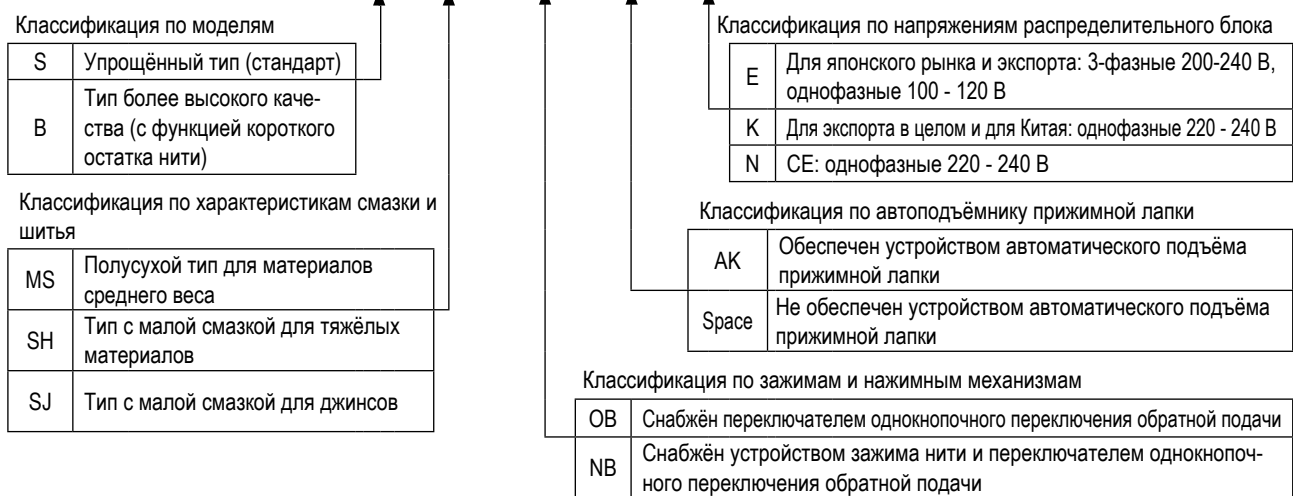 Классификация по моделям
S Упрощённый тип (стандарт)
B Тип более высокого каче-
ства (с функцией короткого
остатка нити)
Классификация по характеристикам смазки и
шитья
MS Полусухой тип для материалов
среднего веса
SH Тип с малой смазкой для тяжёлых
материалов
SJ Тип с малой смазкой для джинсов
Классификация по напряжениям распределительного блока
E Для японского рынка и экспорта: 3-фазные 200-240 В,
однофазные 100 - 120 В
K Для экспорта в целом и для Китая: однофазные 220 - 240 В
N CE: однофазные 220 - 240 В
Классификация по автоподъёмнику прижимной лапки
AK Обеспечен устройством автоматического подъёма
прижимной лапки
Space Не обеспечен устройством автоматического подъёма
прижимной лапки
Классификация по зажимам и нажимным механизмам
OB Снабжён переключателем однокнопочного переключения обратной подачи
NB Снабжён устройством зажима нити и переключателем однокнопоч-
ного переключения обратной подачи